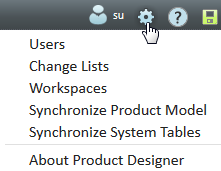 su
?
Users
Change Lists
Workspaces
Synchronize Product Model
Synchronize System Tables
About Product Designer